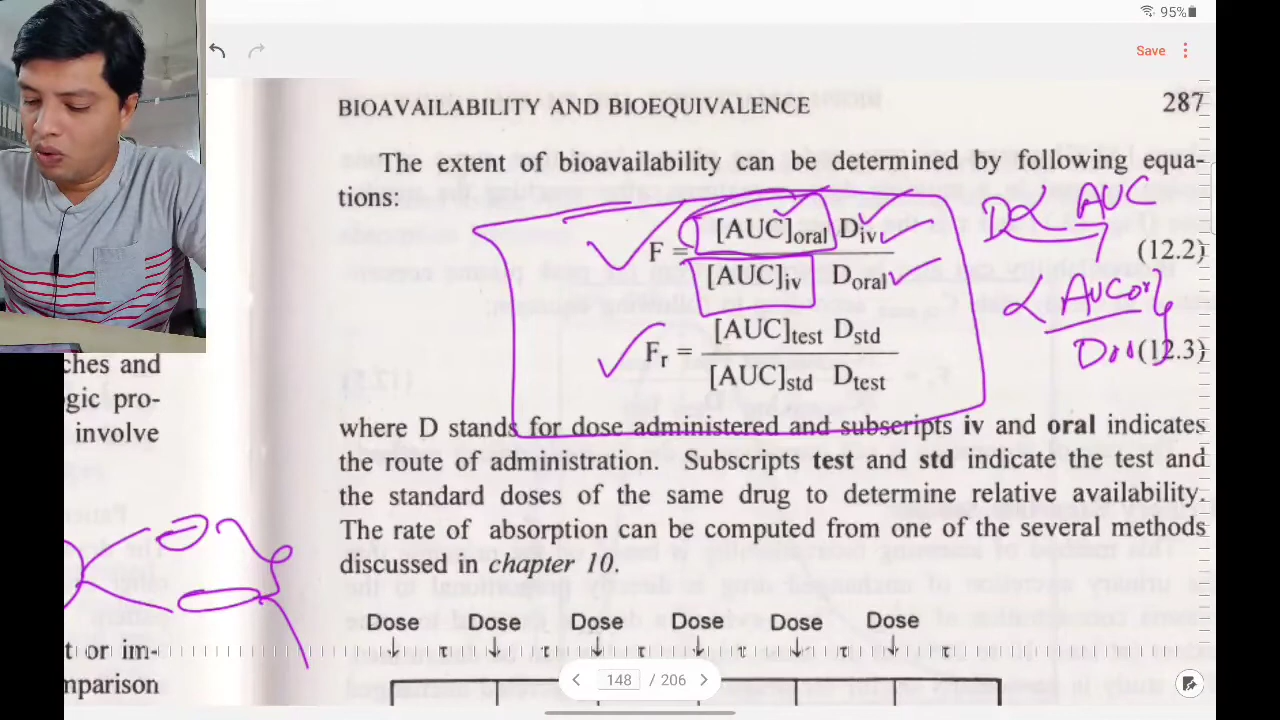 95%
Save
BIOAVAILABILITY AND BIOEQUIVALENCE 287
The extent of bioavailability can be determined by following equa-
tions:
F = [AUC]oral Div / [AUC]iv Doral (12.2)
D ∝ AUC
∝ AUCor
Fr = [AUC]test Dstd / [AUC]std Dtest (12.3)
where D stands for dose administered and subscripts iv and oral indicates
the route of administration. Subscripts test and std indicate the test and
the standard doses of the same drug to determine relative availability.
The rate of absorption can be computed from one of the several methods
discussed in chapter 10.
Dose Dose Dose Dose Dose Dose
τ τ τ τ τ τ
ches and
gic pro-
involve
t or im-
mparison
148 / 206